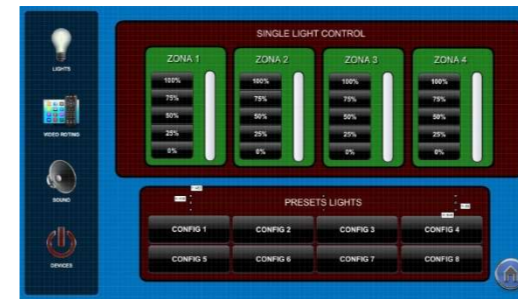 SINGLE LIGHT CONTROL
ZONA 1 ZONA 2 ZONA 3 ZONA 4
100% 100% 100% 100%
75% 75% 75% 75%
50% 50% 50% 50%
25% 25% 25% 25%
0% 0% 0% 0%
LIGHTS
VIDEO ROTING
SOUND
DEVICES
PRESETS LIGHTS
CONFIG 1 CONFIG 2 CONFIG 3 CONFIG 4
CONFIG 5 CONFIG 6 CONFIG 7 CONFIG 8